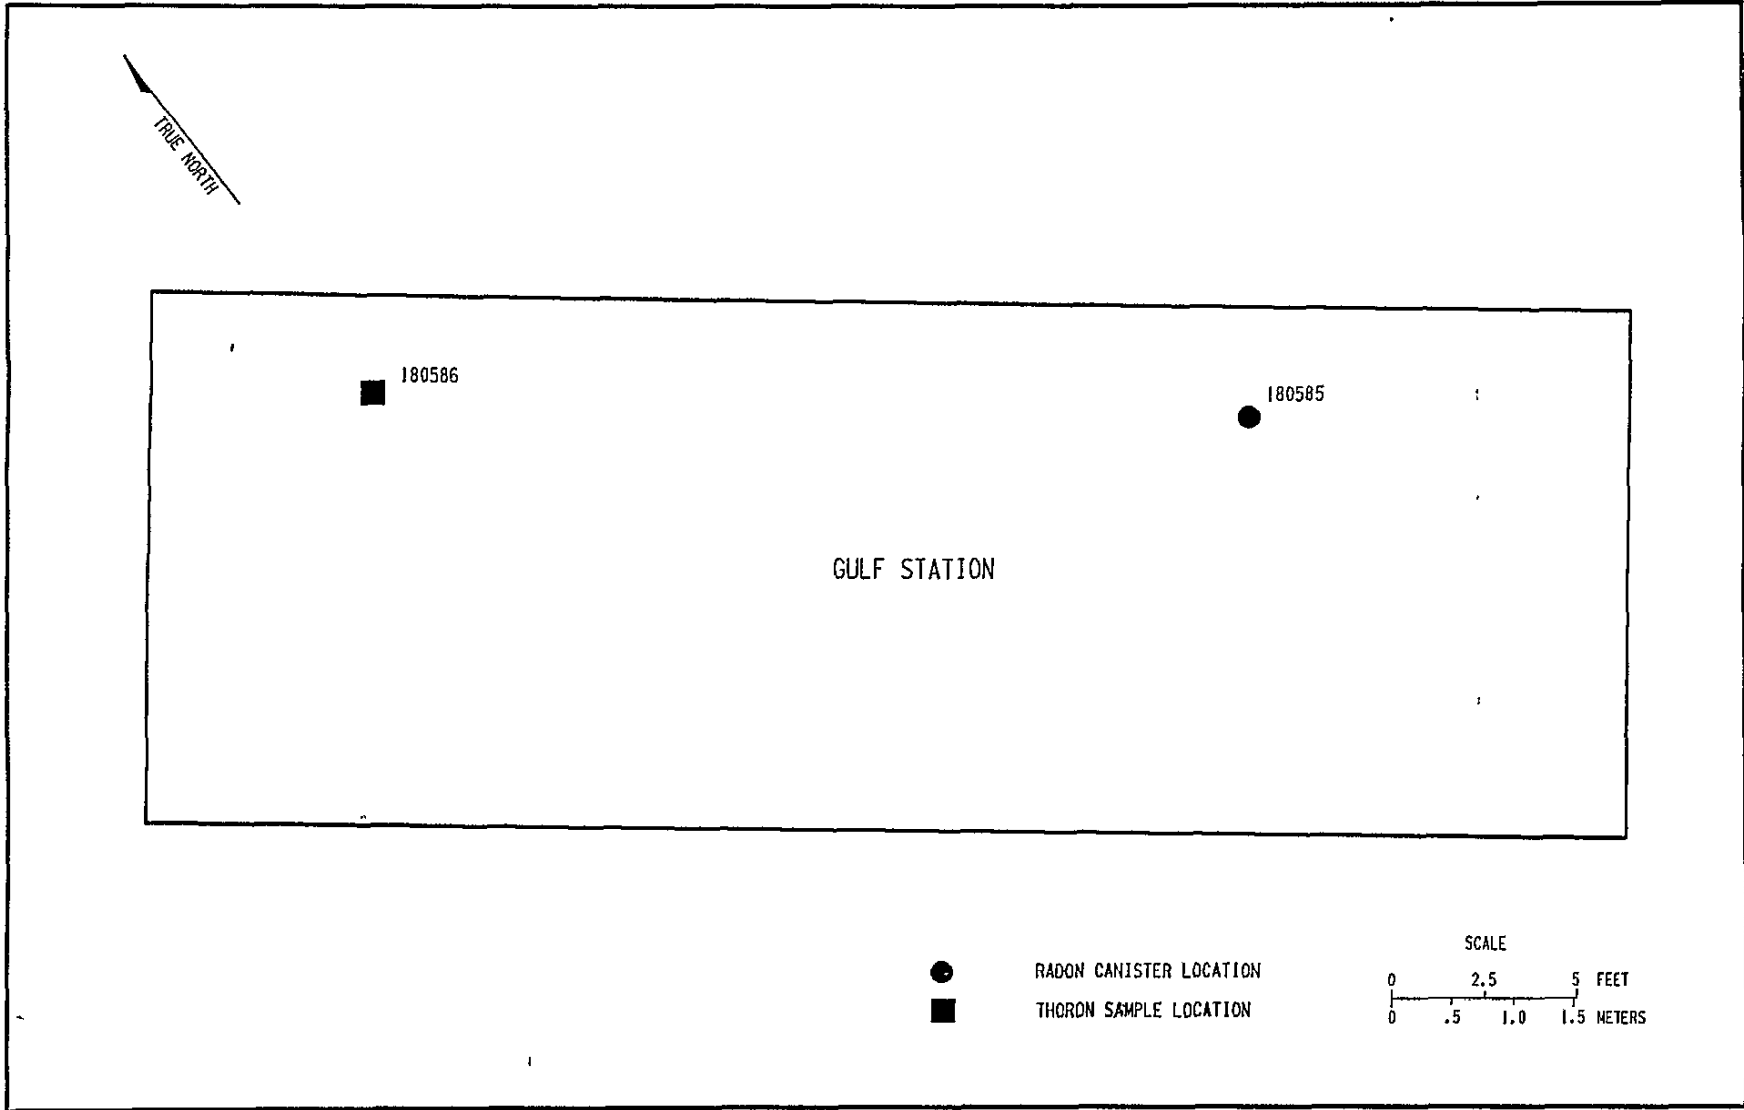 TRUE NORTH
180586
180585
GULF STATION
SCALE
RADON CANISTER LOCATION
0 2.5 5 FEET
THORON SAMPLE LOCATION
0 .5 1.0 1.5 METERS